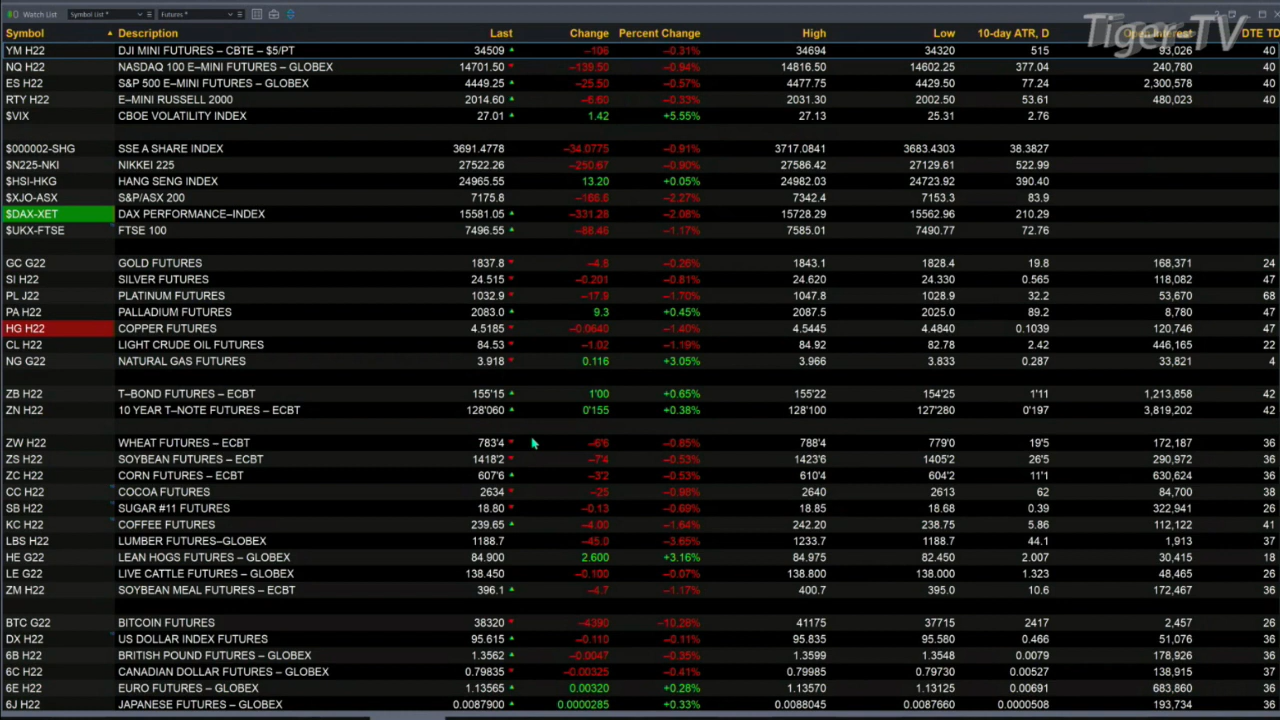 Watch List Symbol List * Futures *
Tiger TV
Symbol Description Last Change Percent Change High Low 10-day ATR, D Open Interest DTE TD
YM H22 DJI MINI FUTURES – CBTE – $5/PT 34509 –106 –0.31% 34694 34320 515 93,026 40
NQ H22 NASDAQ 100 E–MINI FUTURES – GLOBEX 14701.50 –139.50 –0.94% 14816.50 14602.25 377.04 240,780 40
ES H22 S&P 500 E–MINI FUTURES – GLOBEX 4449.25 –25.50 –0.57% 4477.75 4429.50 77.24 2,300,578 40
RTY H22 E–MINI RUSSELL 2000 2014.60 –6.60 –0.33% 2031.30 2002.50 53.61 480,023 40
$VIX CBOE VOLATILITY INDEX 27.01 1.42 +5.55% 27.13 25.31 2.76
$000002-SHG SSE A SHARE INDEX 3691.4778 –34.0775 –0.91% 3717.0841 3683.4303 38.3827
$N225-NKI NIKKEI 225 27522.26 –250.67 –0.90% 27586.42 27129.61 522.99
$HSI-HKG HANG SENG INDEX 24965.55 13.20 +0.05% 24982.03 24723.92 390.40
$XJO-ASX S&P/ASX 200 7175.8 –166.6 –2.27% 7342.4 7153.3 83.9
$DAX-XET DAX PERFORMANCE–INDEX 15581.05 –331.28 –2.08% 15728.29 15562.96 210.29
$UKX-FTSE FTSE 100 7496.55 –88.46 –1.17% 7585.01 7490.77 72.76
GC G22 GOLD FUTURES 1837.8 –4.8 –0.26% 1843.1 1828.4 19.8 168,371 24
SI H22 SILVER FUTURES 24.515 –0.201 –0.81% 24.620 24.330 0.565 118,082 47
PL J22 PLATINUM FUTURES 1032.9 –17.9 –1.70% 1047.8 1028.9 32.2 53,670 68
PA H22 PALLADIUM FUTURES 2083.0 9.3 +0.45% 2087.5 2025.0 89.2 8,780 47
HG H22 COPPER FUTURES 4.5185 –0.0640 –1.40% 4.5445 4.4840 0.1039 120,746 47
CL H22 LIGHT CRUDE OIL FUTURES 84.53 –1.02 –1.19% 84.92 82.78 2.42 446,165 22
NG G22 NATURAL GAS FUTURES 3.918 0.116 +3.05% 3.966 3.833 0.287 33,821 4
ZB H22 T–BOND FUTURES – ECBT 155'15 1'00 +0.65% 155'22 154'25 1'11 1,213,858 42
ZN H22 10 YEAR T–NOTE FUTURES – ECBT 128'060 0'155 +0.38% 128'100 127'280 0'197 3,819,202 42
ZW H22 WHEAT FUTURES – ECBT 783'4 –6'6 –0.85% 788'4 779'0 19'5 172,187 36
ZS H22 SOYBEAN FUTURES – ECBT 1418'2 –7'4 –0.53% 1423'6 1405'2 26'5 290,972 36
ZC H22 CORN FUTURES – ECBT 607'6 –3'2 –0.53% 610'4 604'2 11'1 630,624 36
CC H22 COCOA FUTURES 2634 –25 –0.98% 2640 2613 62 84,700 38
SB H22 SUGAR #11 FUTURES 18.80 –0.13 –0.69% 18.85 18.68 0.39 322,941 26
KC H22 COFFEE FUTURES 239.65 –4.00 –1.64% 242.20 238.75 5.86 112,122 41
LBS H22 LUMBER FUTURES–GLOBEX 1188.7 –45.0 –3.65% 1233.7 1188.7 44.1 1,913 37
HE G22 LEAN HOGS FUTURES – GLOBEX 84.900 2.600 +3.16% 84.975 82.450 2.007 30,415 18
LE G22 LIVE CATTLE FUTURES – GLOBEX 138.450 –0.100 –0.07% 138.800 138.000 1.323 48,465 26
ZM H22 SOYBEAN MEAL FUTURES – ECBT 396.1 –4.7 –1.17% 400.7 395.0 10.6 172,467 36
BTC G22 BITCOIN FUTURES 38320 –4390 –10.28% 41175 37715 2417 2,457 26
DX H22 US DOLLAR INDEX FUTURES 95.615 –0.110 –0.11% 95.835 95.580 0.466 51,076 36
6B H22 BRITISH POUND FUTURES – GLOBEX 1.3562 –0.0047 –0.35% 1.3599 1.3548 0.0079 178,926 36
6C H22 CANADIAN DOLLAR FUTURES – GLOBEX 0.79835 –0.00325 –0.41% 0.79973 0.79730 0.00527 138,915 37
6E H22 EURO FUTURES – GLOBEX 1.13565 0.00320 +0.28% 1.13570 1.13125 0.00691 683,860 36
6J H22 JAPANESE FUTURES – GLOBEX 0.0087900 0.0000285 +0.33% 0.0088045 0.0087660 0.0000508 193,734 36